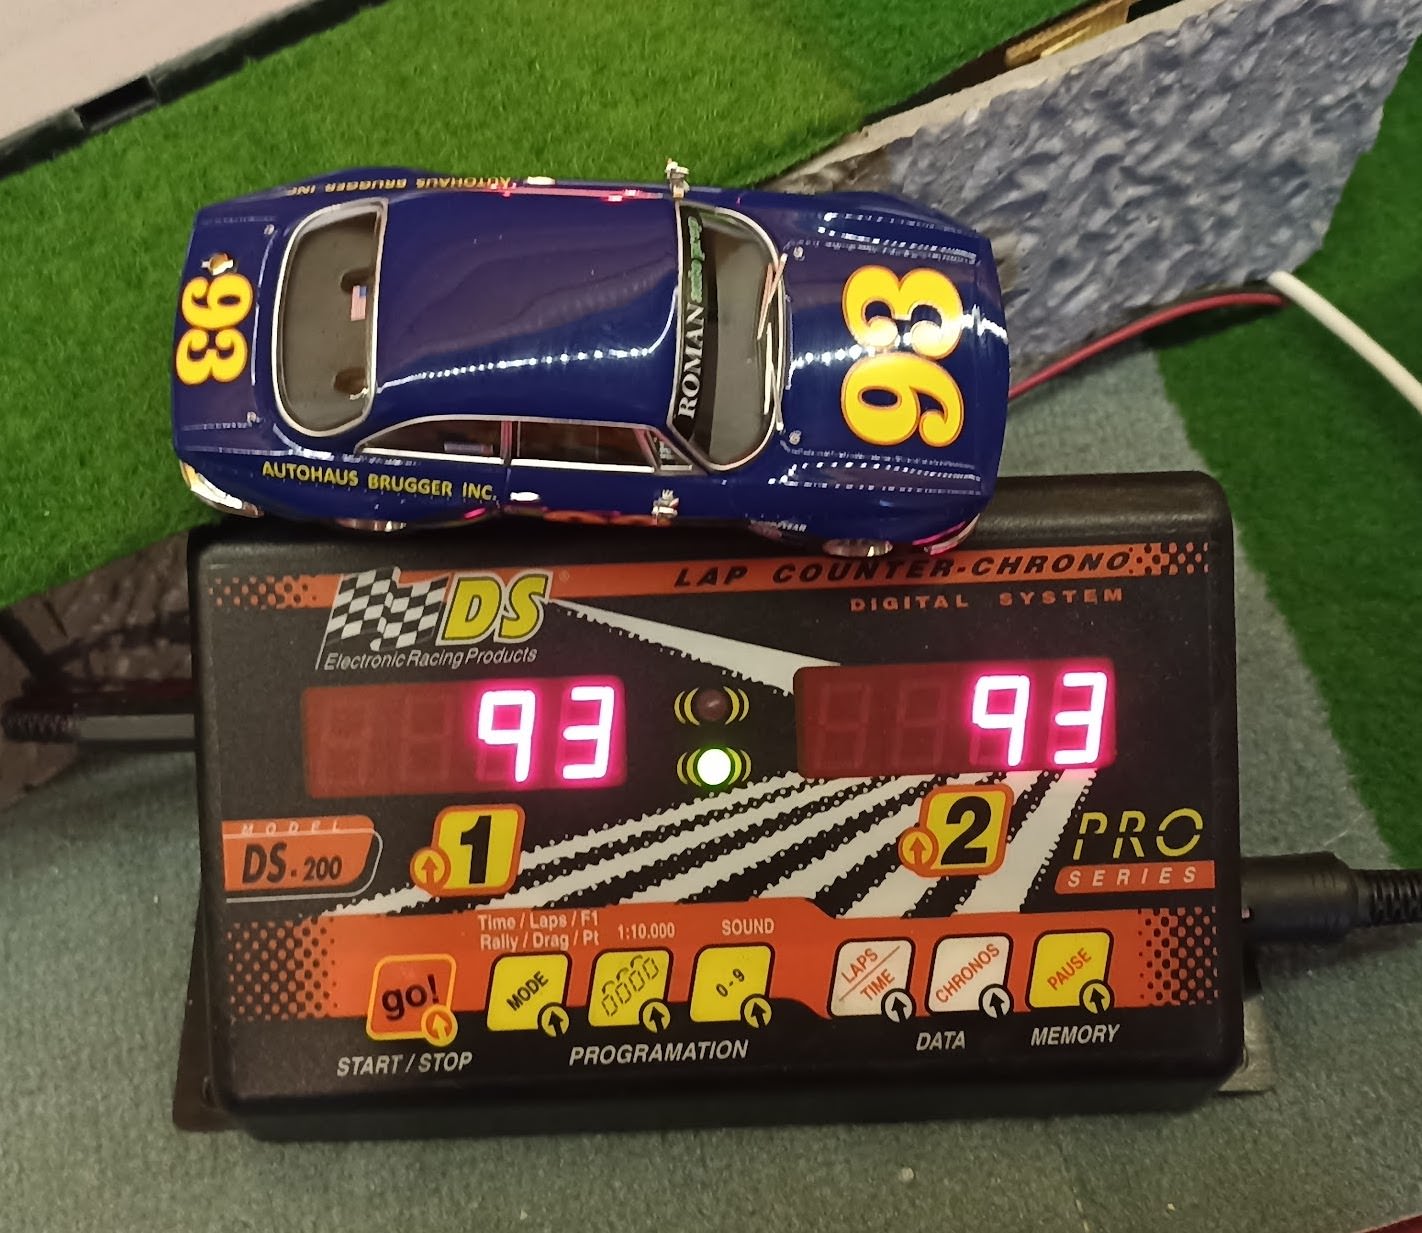 AUTOHAUS BRUGGER INC.
93
ROMAN
93
AUTOHAUS BRUGGER INC.
GOODYEAR
DS
Electronic Racing Products
LAP COUNTER-CHRONO
DIGITAL SYSTEM
93
93
MODEL
DS-200
1
2
PRO
SERIES
Time / Laps / F1
Rally / Drag / Pt
1:10.000
SOUND
go!
MODE
0000
0-9
LAPS
TIME
CHRONOS
PAUSE
START / STOP
PROGRAMATION
DATA
MEMORY